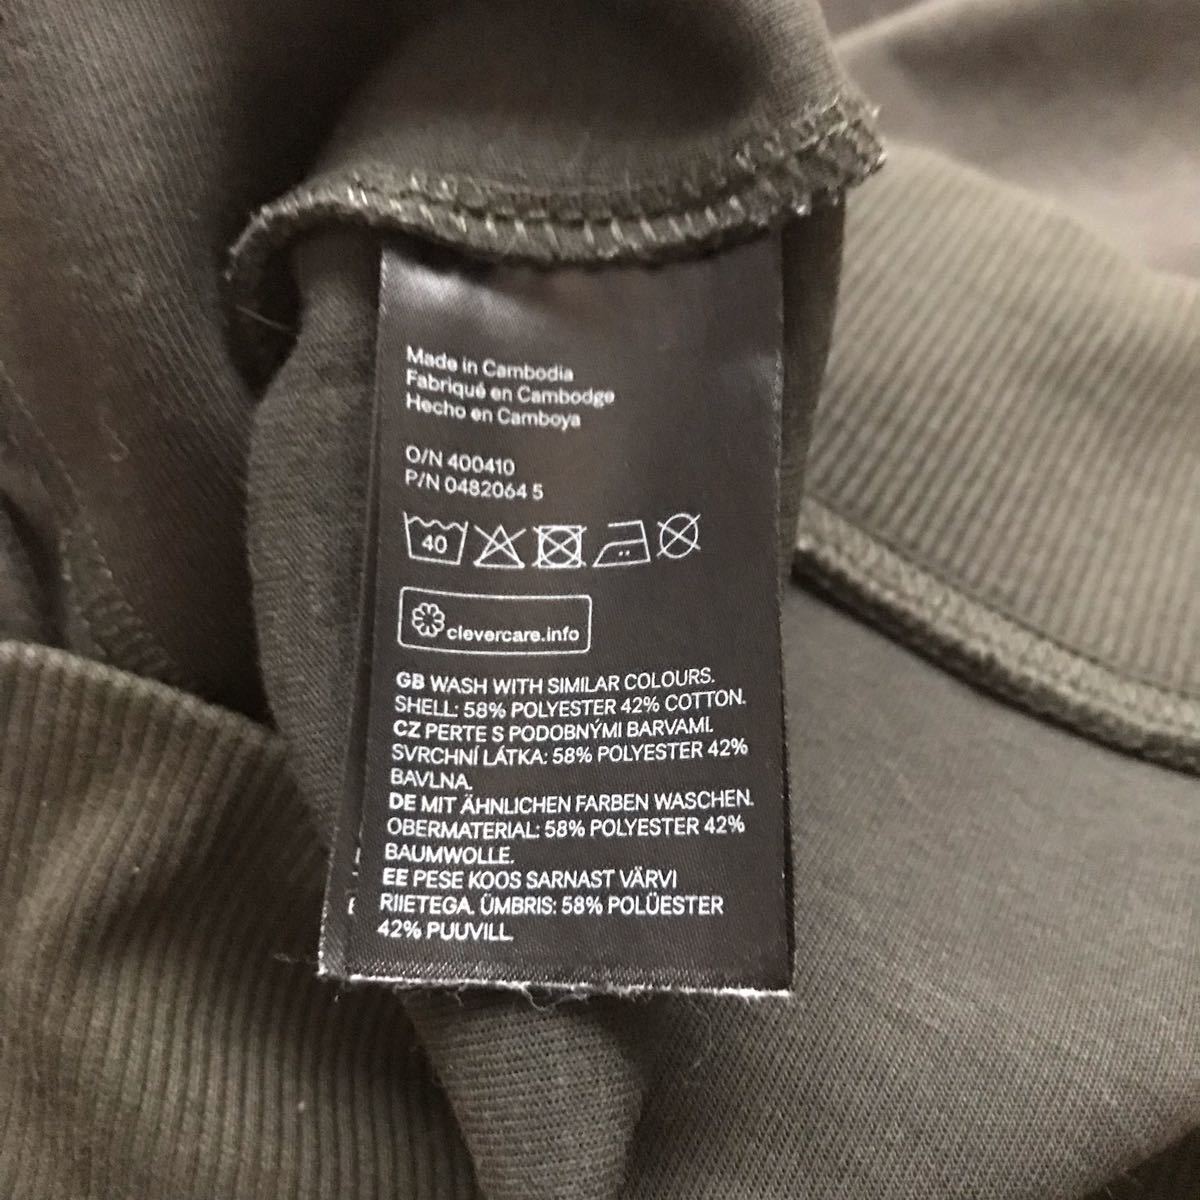 Made in Cambodia
Fabriqué en Cambodge
Hecho en Camboya
O/N 400410
P/N 0482064 5
40
clevercare.info
GB WASH WITH SIMILAR COLOURS.
SHELL: 58% POLYESTER 42% COTTON.
CZ PERTE S PODOBNÝMI BARVAMI.
SVRCHNÍ LÁTKA: 58% POLYESTER 42%
BAVLNA.
DE MIT ÄHNLICHEN FARBEN WASCHEN.
OBERMATERIAL: 58% POLYESTER 42%
BAUMWOLLE.
EE PESE KOOS SARNAST VÄRVI
RIIETEGA. ÜMBRIS: 58% POLÜESTER
42% PUUVILL.